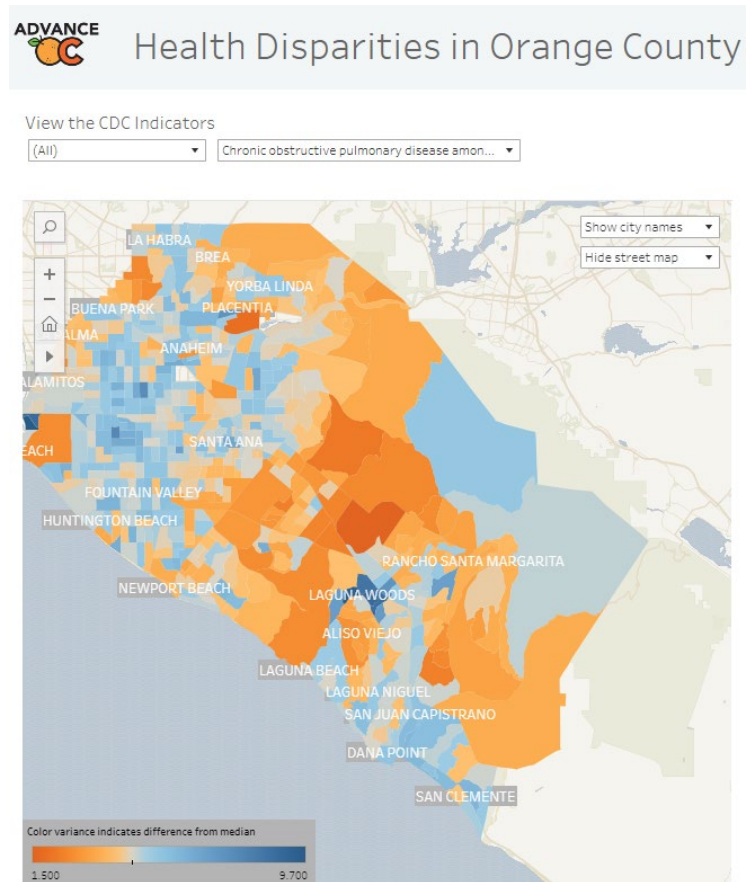 ADVANCE
OC
Health Disparities in Orange County
View the CDC Indicators
(All)
Chronic obstructive pulmonary disease amon...
Show city names
Hide street map
LA HABRA
BREA
YORBA LINDA
BUENA PARK
PLACENTIA
ALMA
ANAHEIM
ALAMITOS
SANTA ANA
EACH
FOUNTAIN VALLEY
HUNTINGTON BEACH
RANCHO SANTA MARGARITA
NEWPORT BEACH
LAGUNA WOODS
ALISO VIEJO
LAGUNA BEACH
LAGUNA NIGUEL
SAN JUAN CAPISTRANO
DANA POINT
SAN CLEMENTE
Color variance indicates difference from median
1.500
9.700